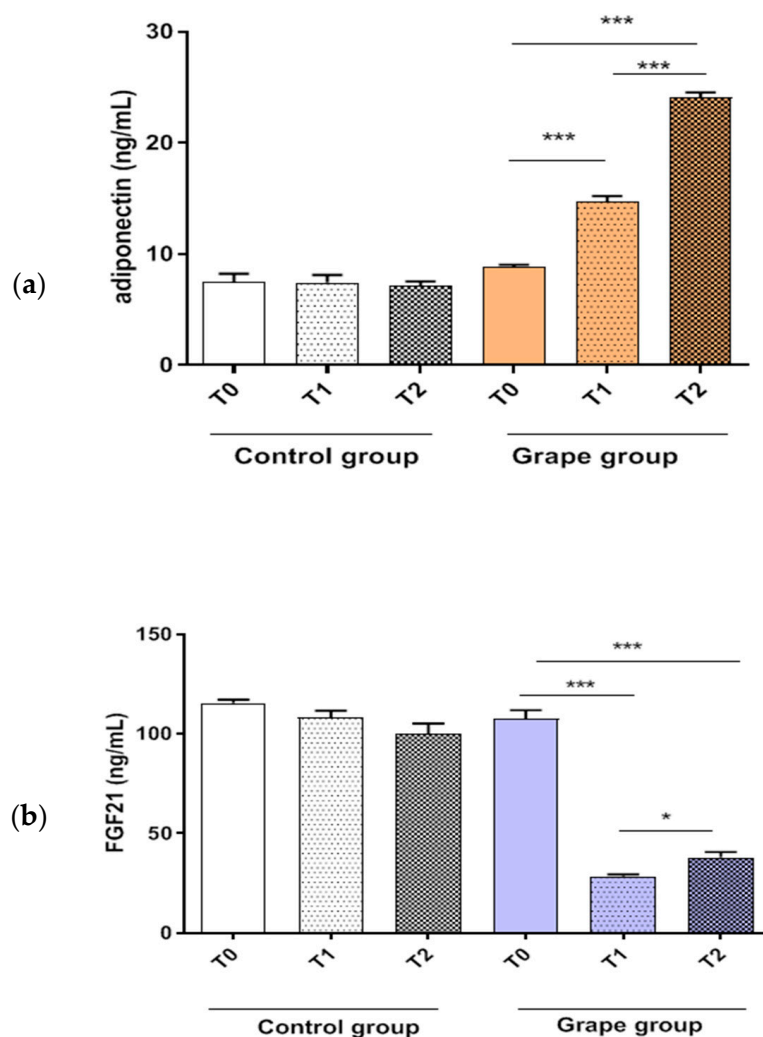 (a)
adiponectin (ng/mL)
30
20
10
0
***
***
***
T0 T1 T2 T0 T1 T2
Control group Grape group
(b)
FGF21 (ng/mL)
150
100
50
0
***
***
*
T0 T1 T2 T0 T1 T2
Control group Grape group